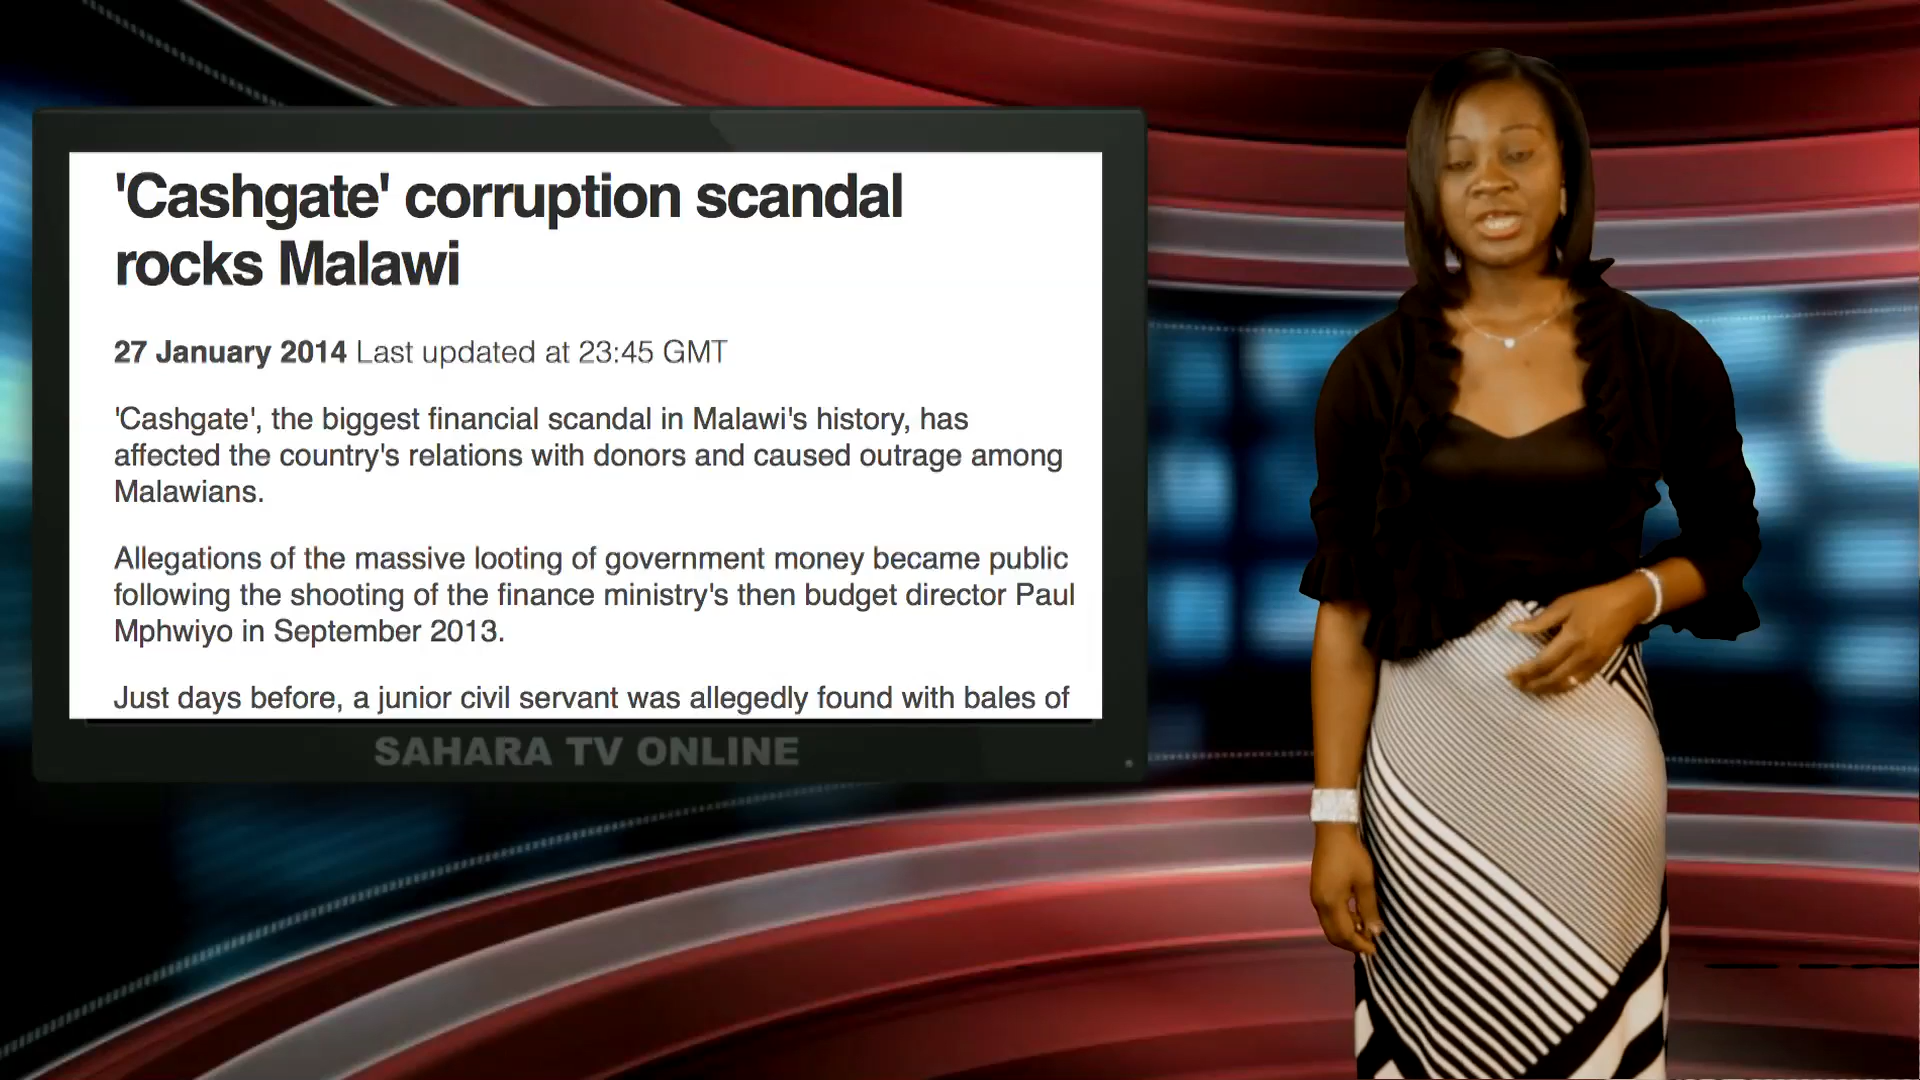 'Cashgate' corruption scandal
rocks Malawi
27 January 2014 Last updated at 23:45 GMT
'Cashgate', the biggest financial scandal in Malawi's history, has
affected the country's relations with donors and caused outrage among
Malawians.
Allegations of the massive looting of government money became public
following the shooting of the finance ministry's then budget director Paul
Mphwiyo in September 2013.
Just days before, a junior civil servant was allegedly found with bales of
SAHARA TV ONLINE